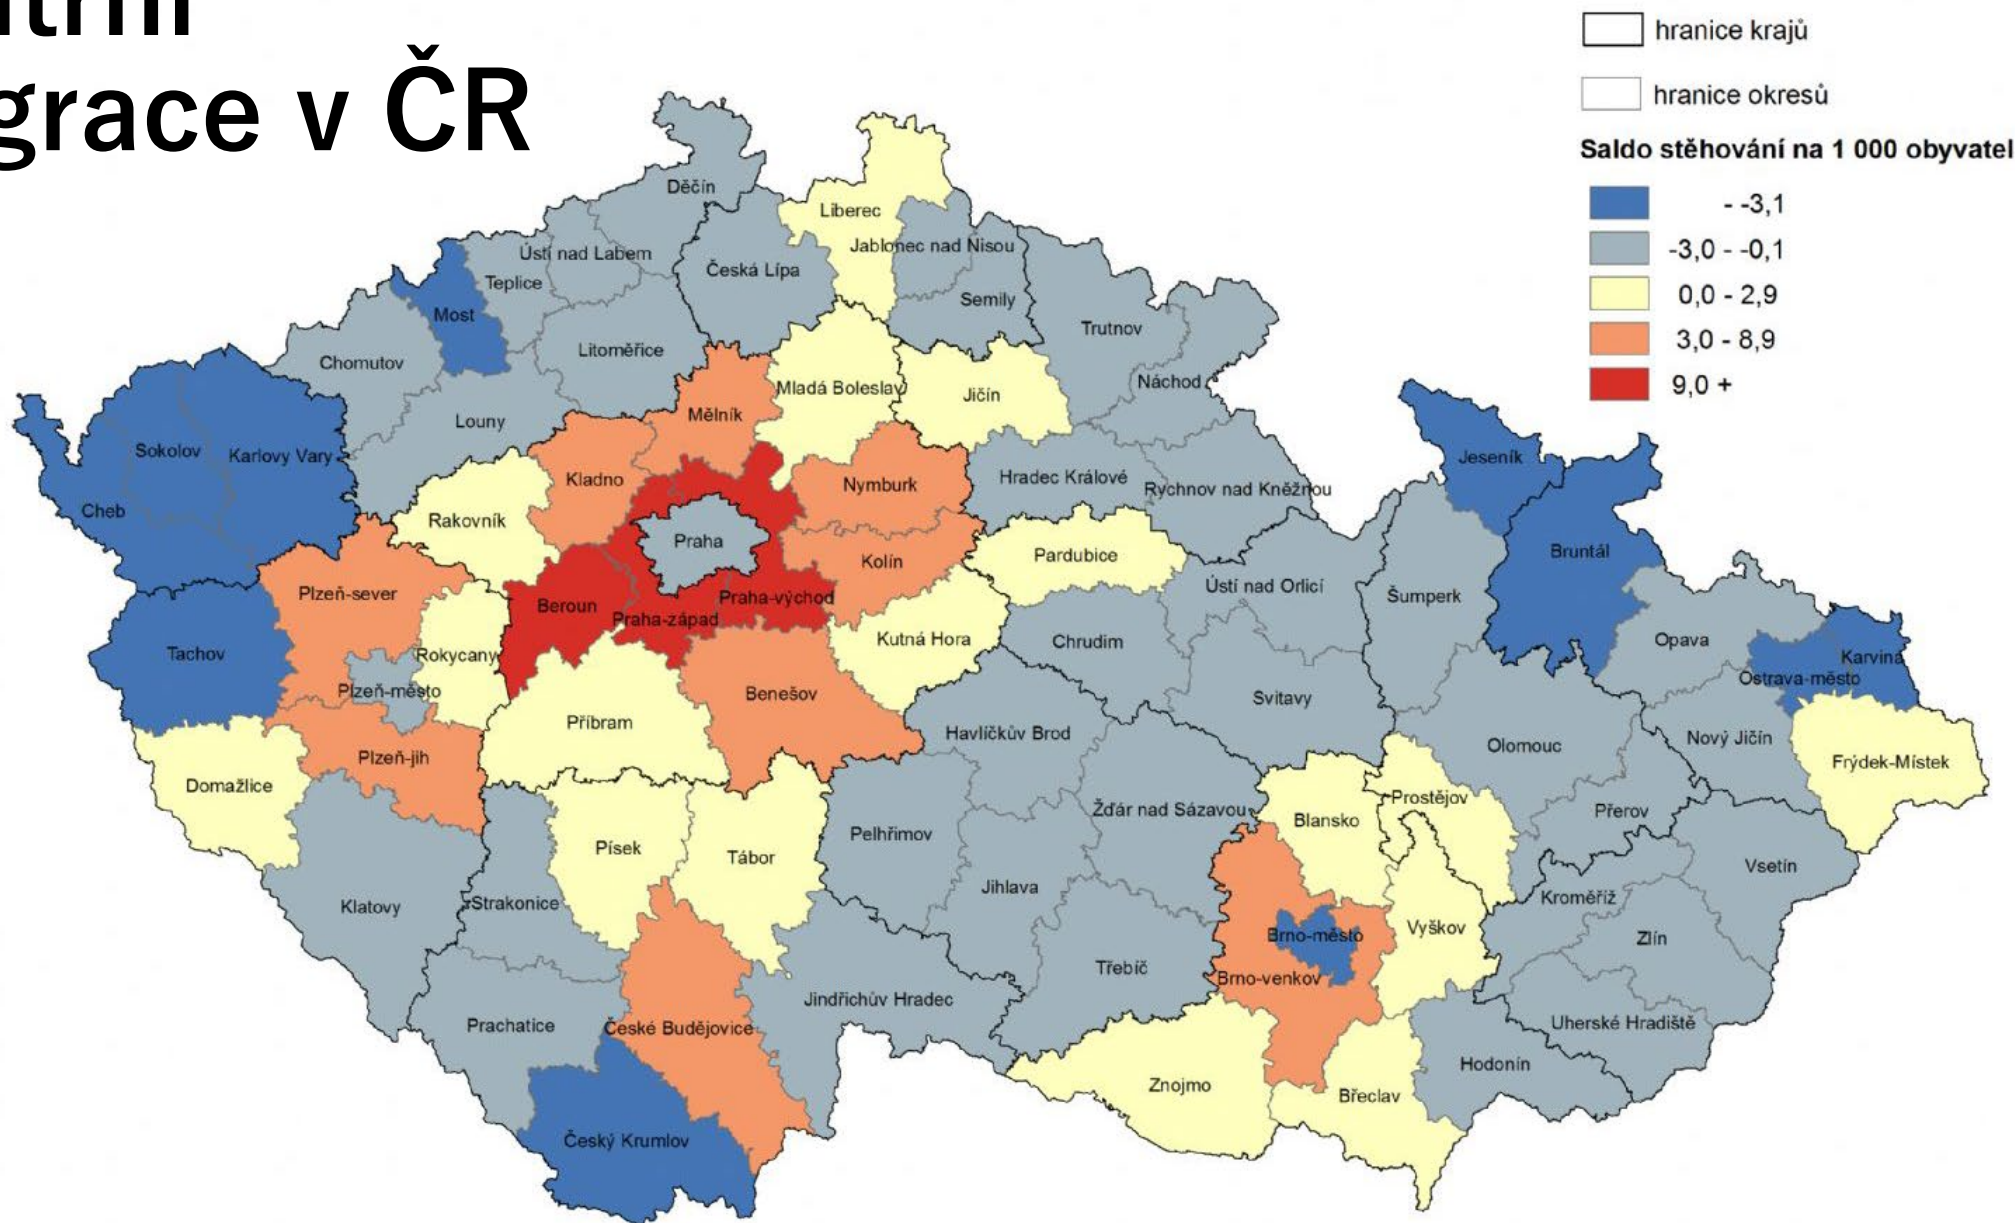 grace v ČR
hranice krajů
hranice okresů
Saldo stěhování na 1 000 obyvatel
- -3,1
-3,0 - -0,1
0,0 - 2,9
3,0 - 8,9
9,0 +
Děčín
Liberec
Ústí nad Labem
Jablonec nad Nisou
Česká Lípa
Teplice
Semily
Most
Trutnov
Litoměřice
Chomutov
Náchod
Mladá Boleslav
Jičín
Mělník
Louny
Sokolov
Karlovy Vary
Jeseník
Kladno
Nymburk
Hradec Králové
Rychnov nad Kněžnou
Cheb
Rakovník
Praha
Pardubice
Bruntál
Kolín
Ústí nad Orlicí
Plzeň-sever
Šumperk
Beroun
Praha-východ
Praha-západ
Kutná Hora
Chrudim
Opava
Tachov
Rokycany
Karviná
Ostrava-město
Plzeň-město
Benešov
Svitavy
Příbram
Havlíčkův Brod
Nový Jičín
Olomouc
Plzeň-jih
Frýdek-Místek
Domažlice
Prostějov
Žďár nad Sázavou
Přerov
Blansko
Pelhřimov
Písek
Tábor
Vsetín
Jihlava
Kroměříž
Klatovy
Strakonice
Vyškov
Brno-město
Zlín
Třebíč
Brno-venkov
Jindřichův Hradec
Prachatice
České Budějovice
Uherské Hradiště
Hodonín
Znojmo
Břeclav
Český Krumlov